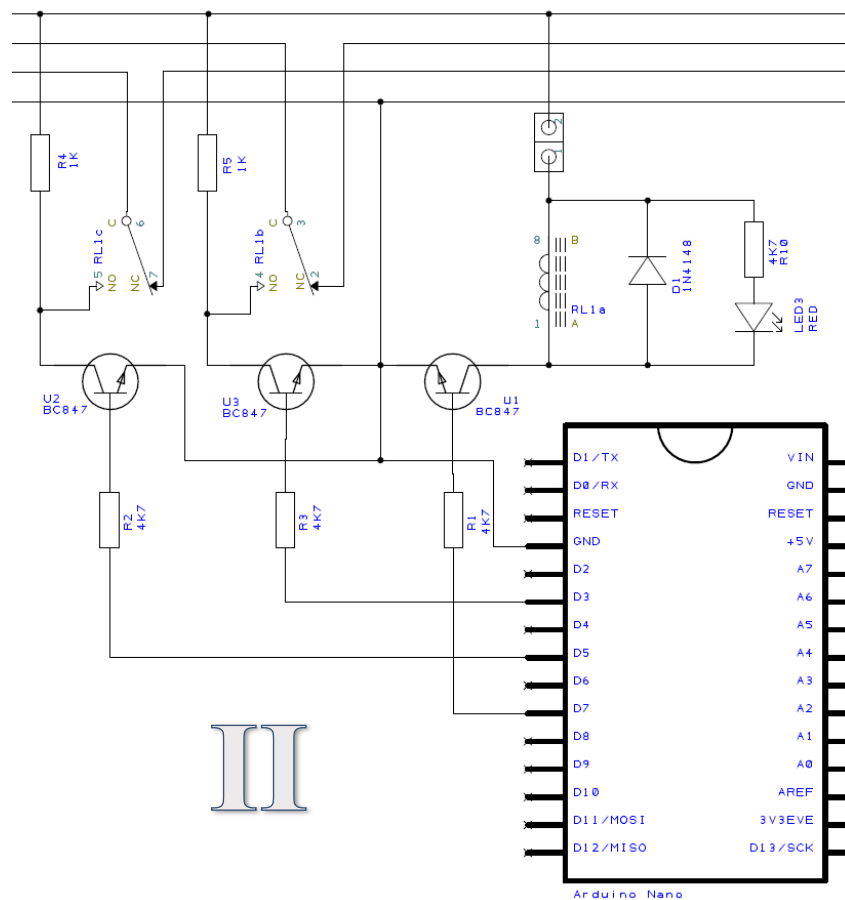 2
1
R4
1K
R5
1K
C
6
RL1c
5
NO
NC
7
C
3
RL1b
4
NO
NC
2
8
B
RL1a
1
A
D1
1N4148
4K7
R10
LED3
RED
U2
BC847
U3
BC847
U1
BC847
R2
4K7
R3
4K7
R1
4K7
D1/TX
VIN
D0/RX
GND
RESET
RESET
GND
+5V
D2
A7
D3
A6
D4
A5
D5
A4
D6
A3
D7
A2
D8
A1
D9
A0
D10
AREF
D11/MOSI
3V3EVE
D12/MISO
D13/SCK
II
Arduino Nano